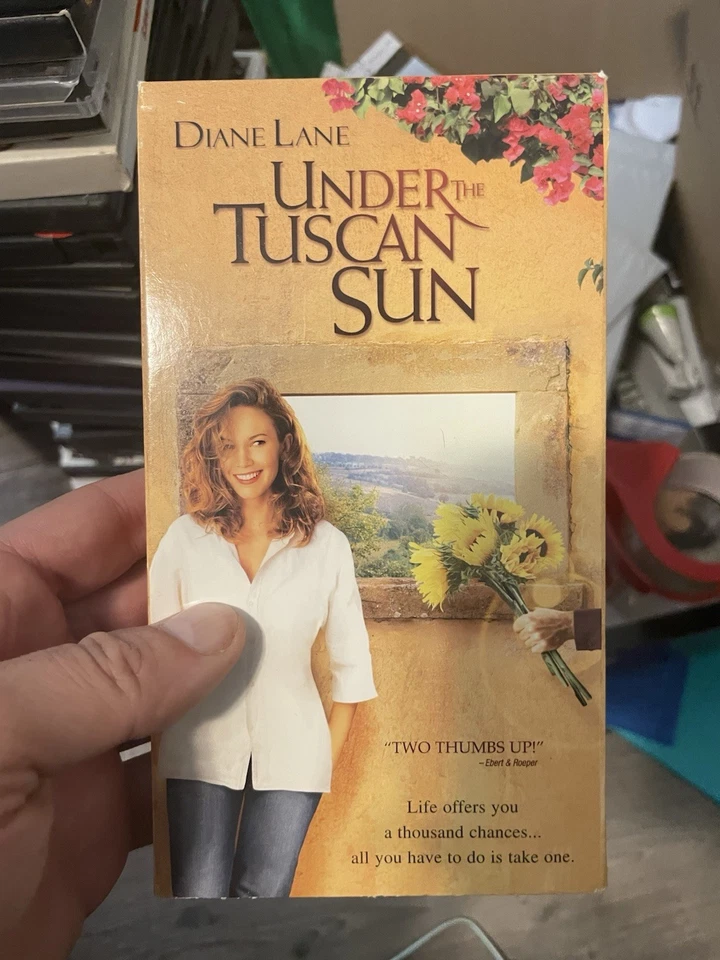 DIANE LANE
UNDER THE
TUSCAN
SUN
“TWO THUMBS UP!”
–Ebert & Roeper
Life offers you
a thousand chances...
all you have to do is take one.